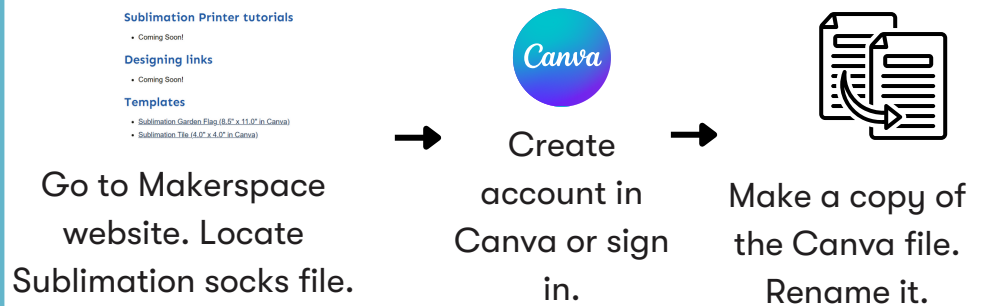 Sublimation Printer tutorials
• Coming Soon!
Designing links
• Coming Soon!
Templates
• Sublimation Garden Flag (8.5" x 11.0" in Canva)
• Sublimation Tile (4.0" x 4.0" in Canva)
Go to Makerspace
website. Locate
Sublimation socks file.
Canva
Create
account in
Canva or sign
in.
Make a copy of
the Canva file.
Rename it.